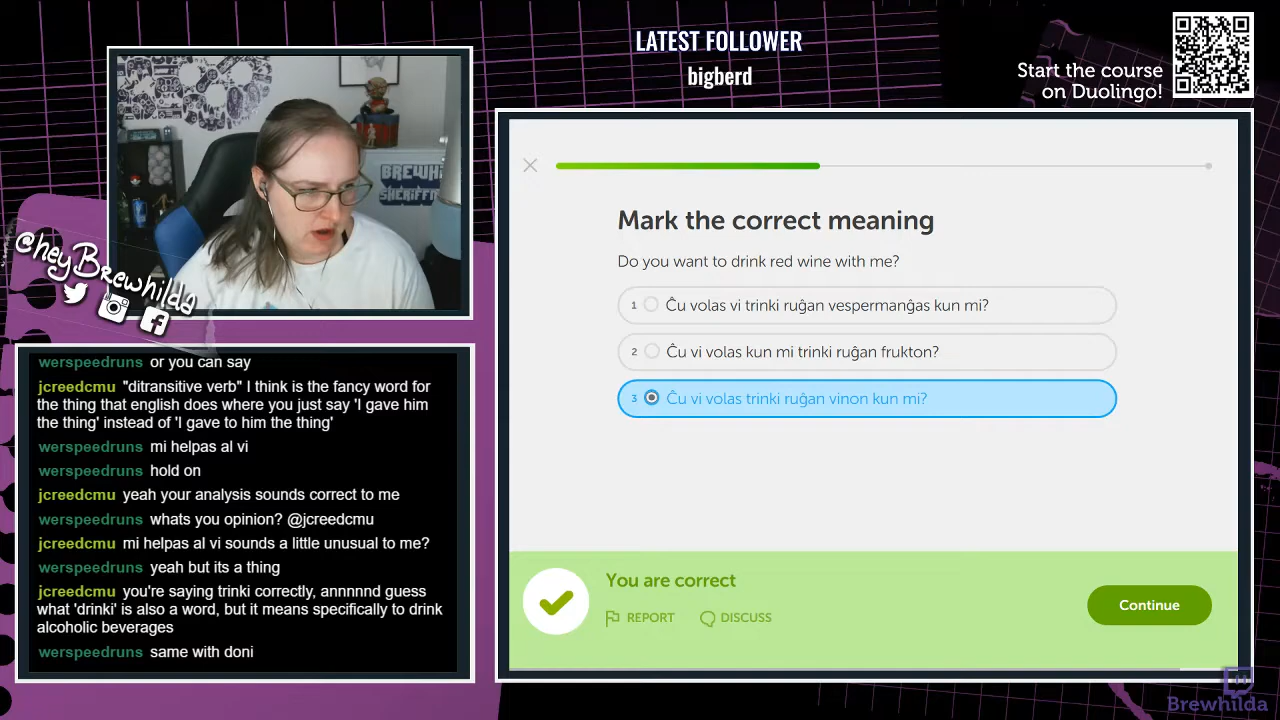 LATEST FOLLOWER
bigberd
Start the course
on Duolingo!
BREWH
SHERIFF
@heyBrewhilda
werspeedruns or you can say
jcreedcmu "ditransitive verb" I think is the fancy word for
the thing that english does where you just say 'I gave him
the thing' instead of 'I gave to him the thing'
werspeedruns mi helpas al vi
werspeedruns hold on
jcreedcmu yeah your analysis sounds correct to me
werspeedruns whats you opinion? @jcreedcmu
jcreedcmu mi helpas al vi sounds a little unusual to me?
werspeedruns yeah but its a thing
jcreedcmu you're saying trinki correctly, annnnnd guess
what 'drinki' is also a word, but it means specifically to drink
alcoholic beverages
werspeedruns same with doni
Mark the correct meaning
Do you want to drink red wine with me?
1 Ĉu volas vi trinki ruĝan vespermanĝas kun mi?
2 Ĉu vi volas kun mi trinki ruĝan frukton?
3 Ĉu vi volas trinki ruĝan vinon kun mi?
You are correct
REPORT DISCUSS
Continue
Brewhilda